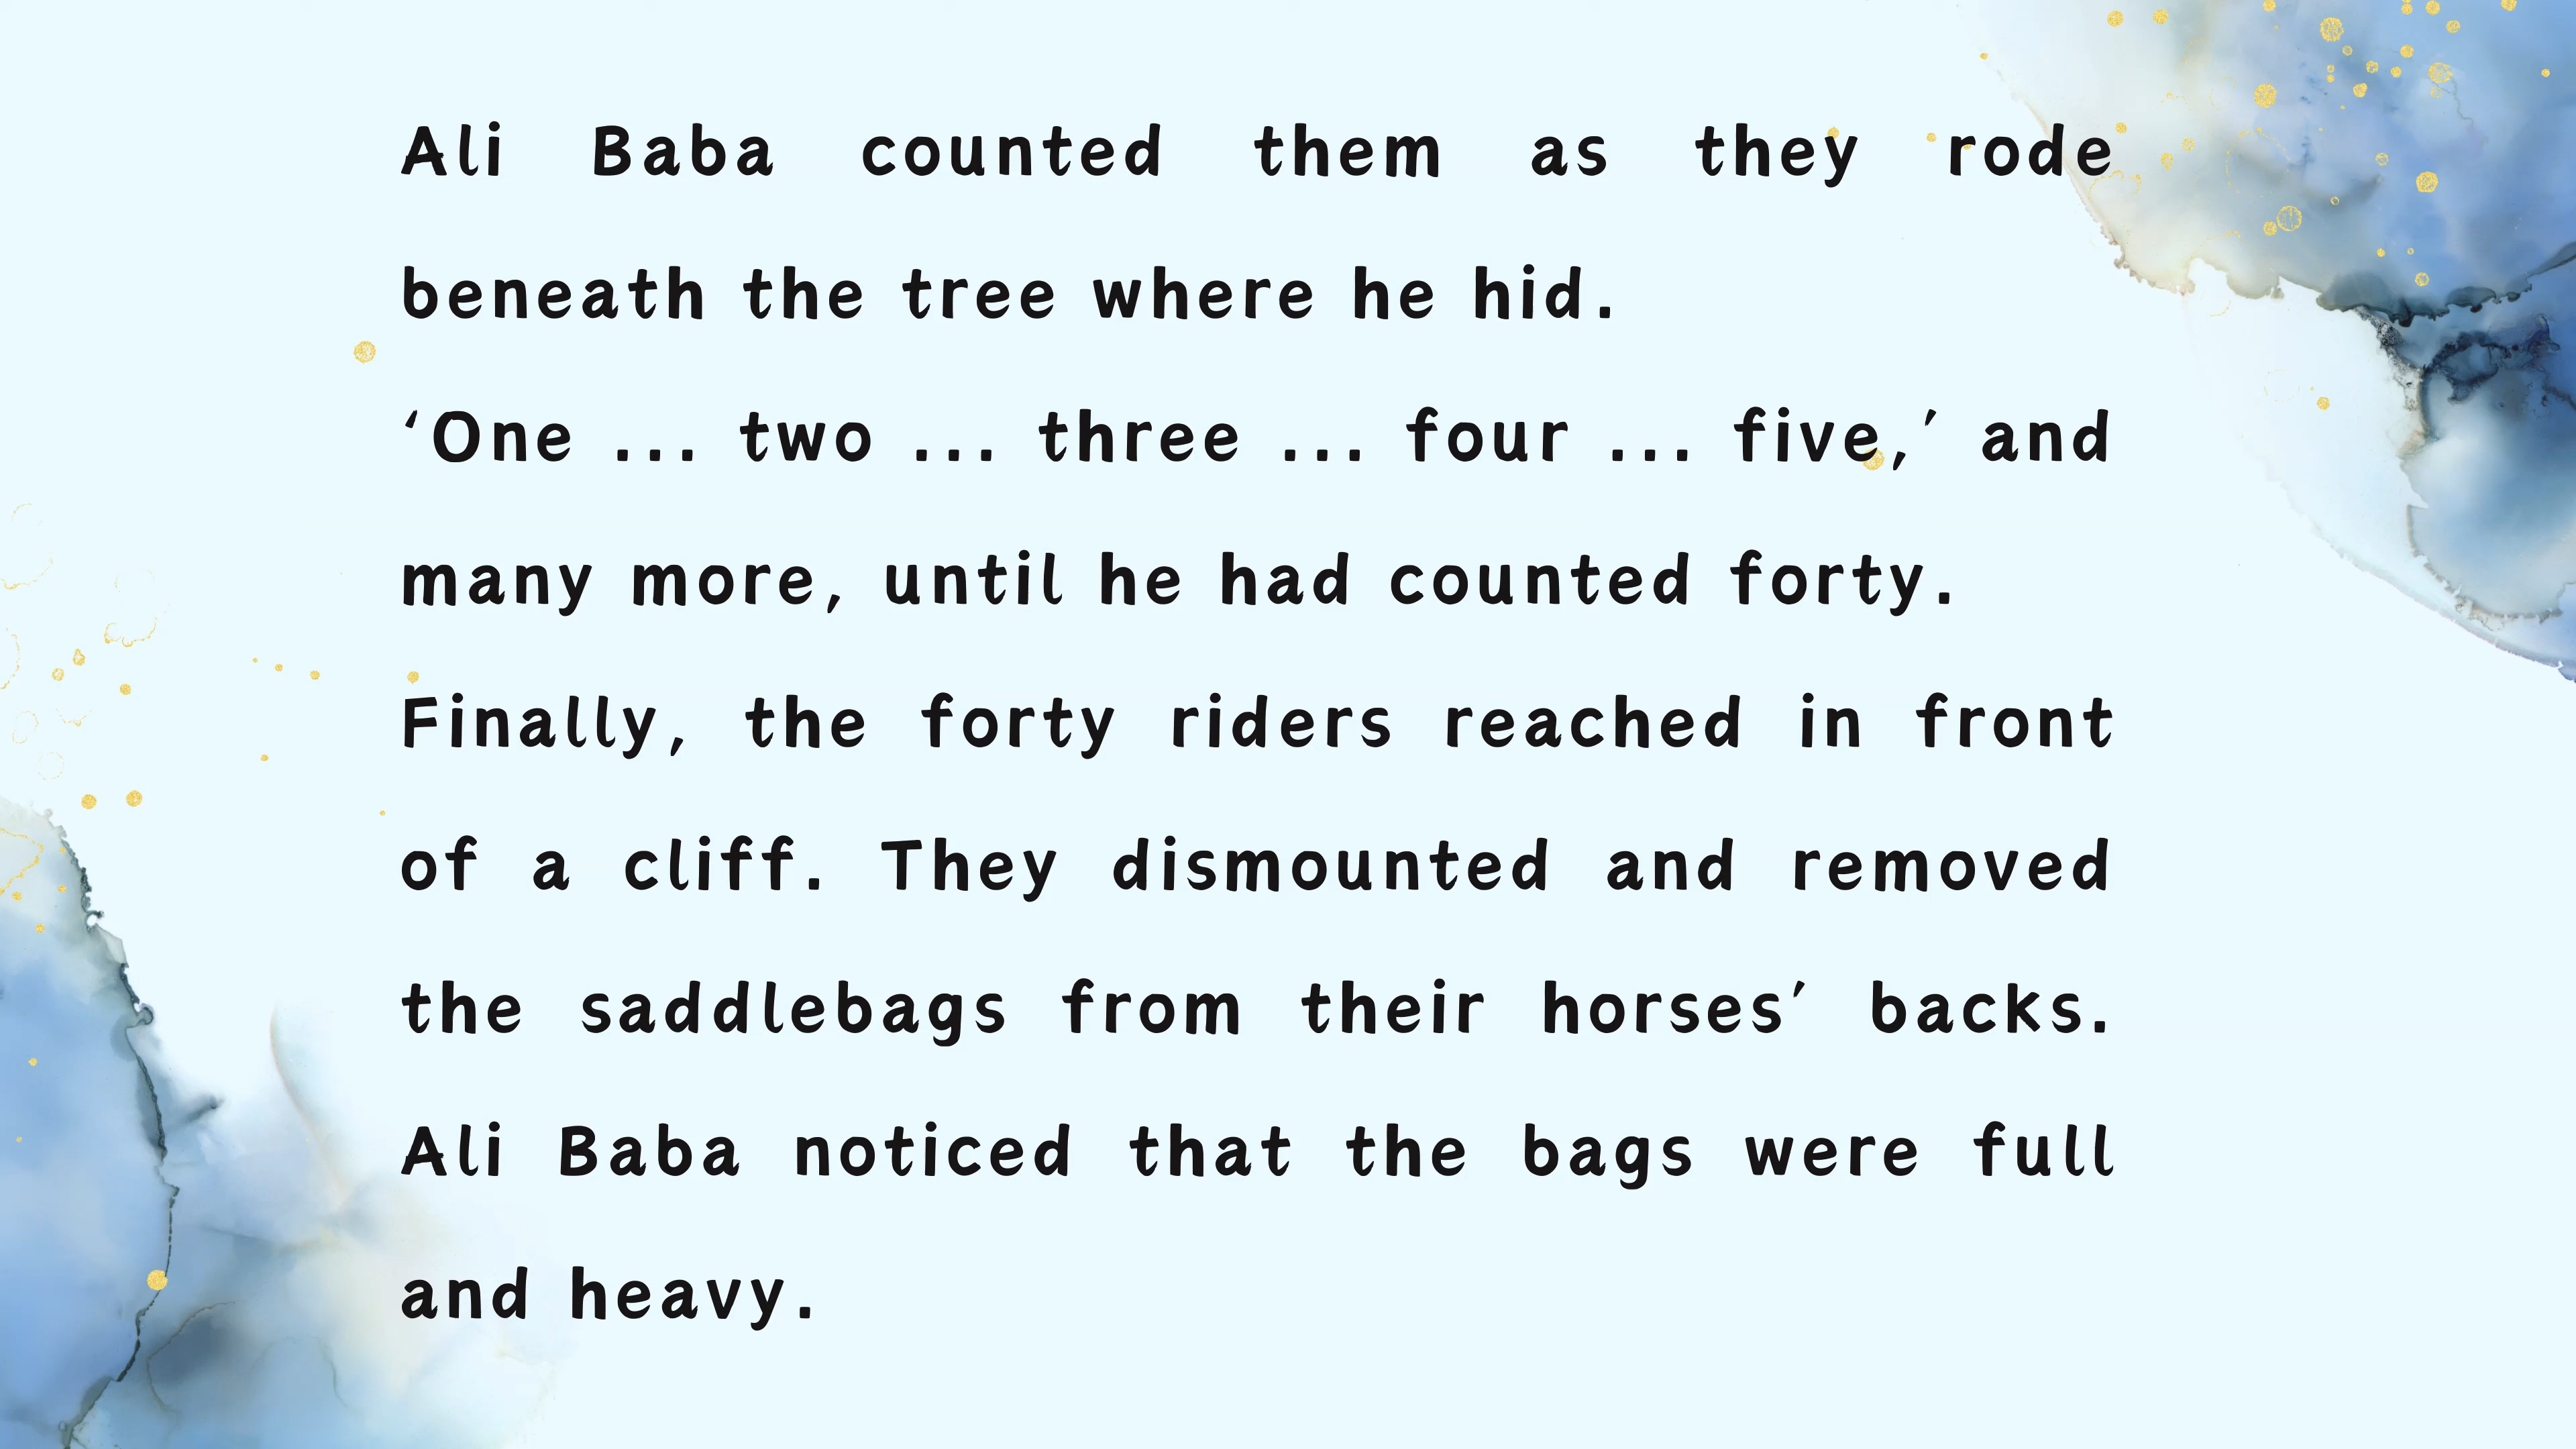 Ali Baba counted them as they rode
beneath the tree where he hid.
‘One ... two ... three ... four ... five,’ and
many more, until he had counted forty.
Finally, the forty riders reached in front
of a cliff. They dismounted and removed
the saddlebags from their horses’ backs.
Ali Baba noticed that the bags were full
and heavy.